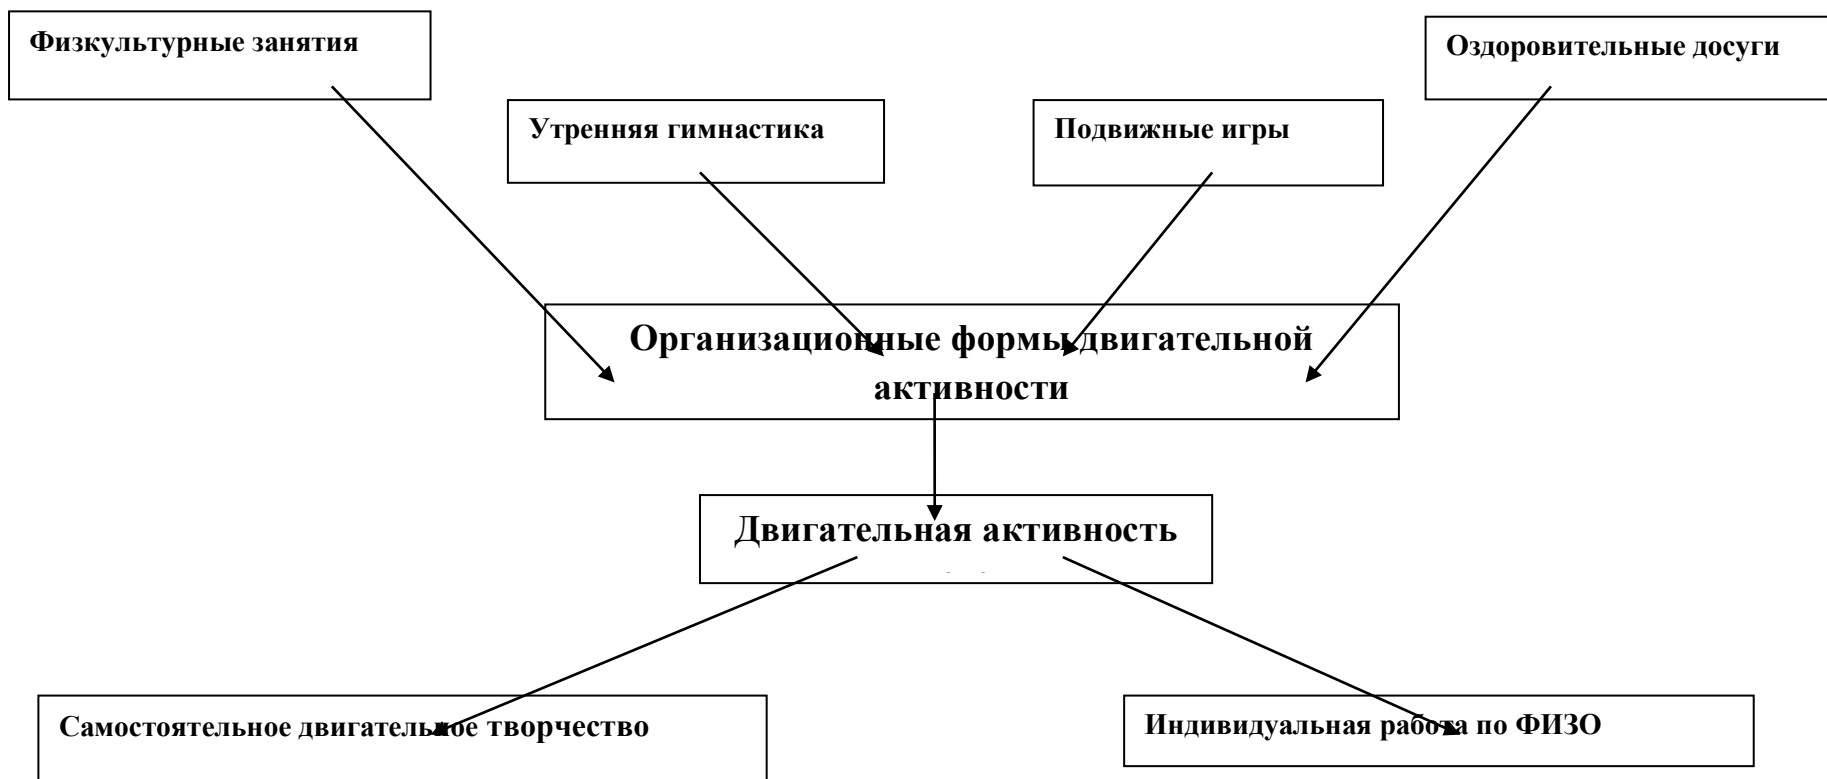 Физкультурные занятия
Оздоровительные досуги
Утренняя гимнастика
Подвижные игры
Организационные формы двигательной
активности
Двигательная активность
Самостоятельное двигательное творчество
Индивидуальная работа по ФИЗО